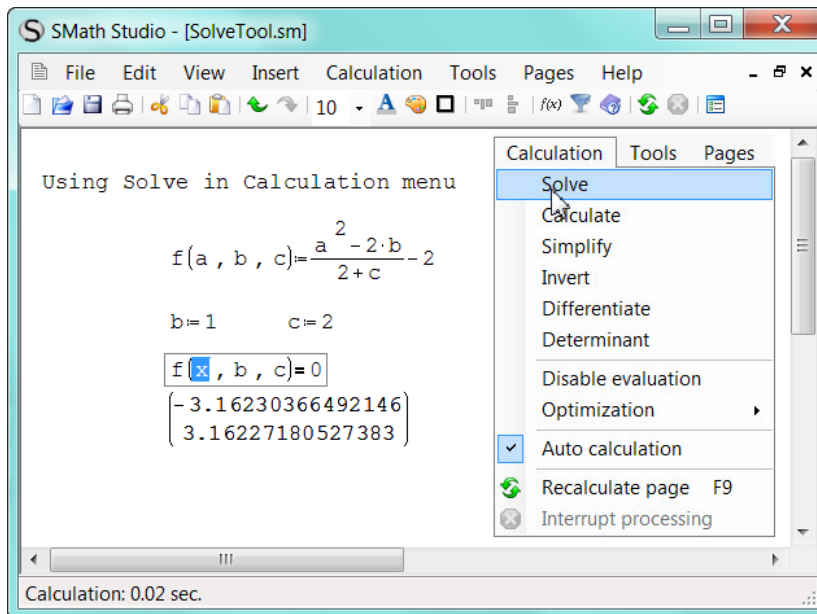 SMath Studio - [SolveTool.sm]
File Edit View Insert Calculation Tools Pages Help
10 A f(x)
Calculation Tools Pages
Using Solve in Calculation menu
Solve
Calculate
Simplify
Invert
Differentiate
Determinant
Disable evaluation
Optimization
Auto calculation
Recalculate page F9
Interrupt processing
2
a - 2·b
f(a , b , c):= - 2
2 + c
b:= 1 c:= 2
f(x , b , c)= 0
-3.16230366492146
3.16227180527383
Calculation: 0.02 sec.